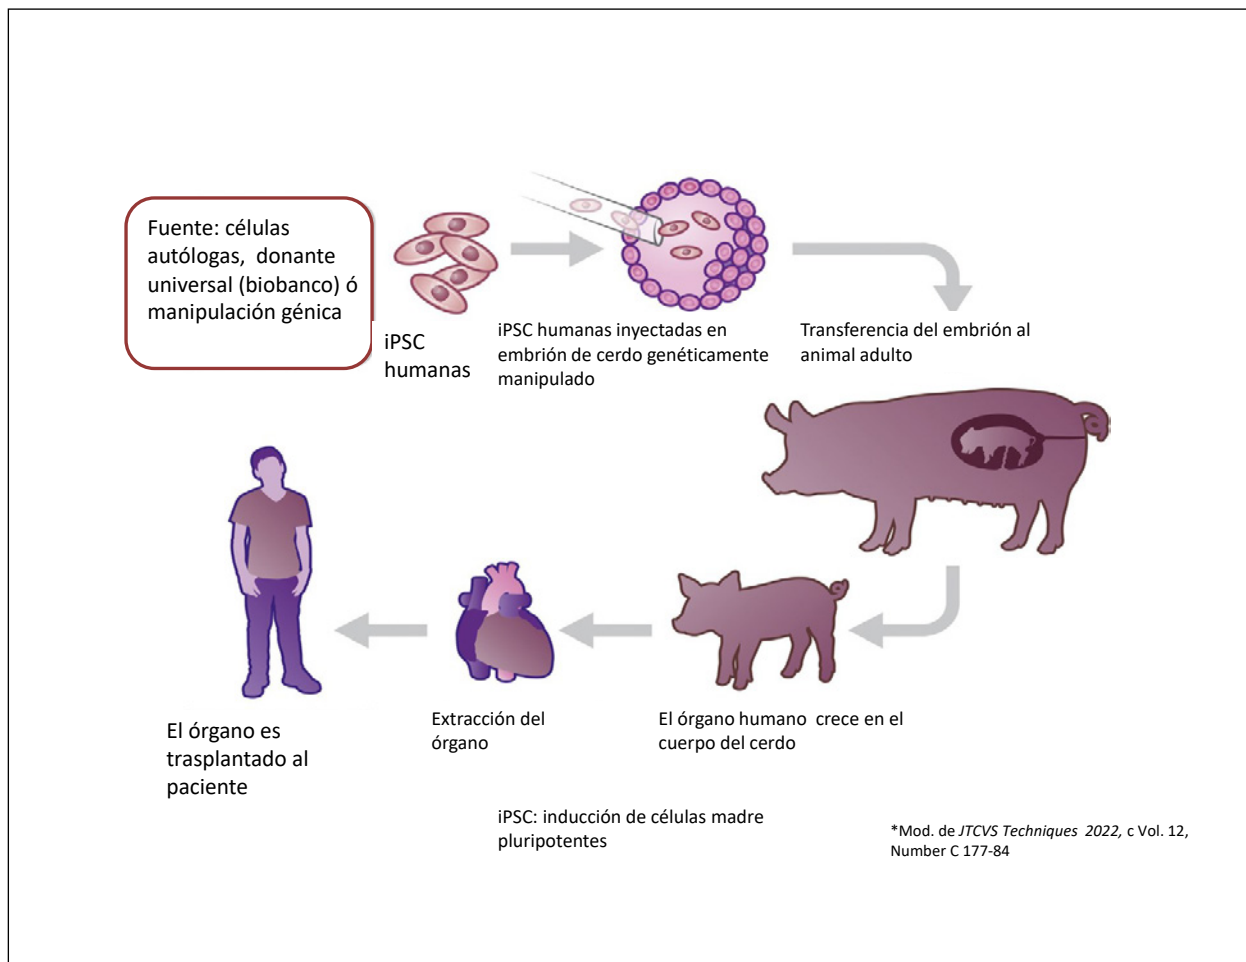 Fuente: células
autólogas, donante
universal (biobanco) ó
manipulación génica
iPSC
humanas
iPSC humanas inyectadas en
embrión de cerdo genéticamente
manipulado
Transferencia del embrión al
animal adulto
El órgano es
trasplantado al
paciente
Extracción del
órgano
El órgano humano crece en el
cuerpo del cerdo
iPSC: inducción de células madre
pluripotentes
*Mod. de JTCVS Techniques 2022, c Vol. 12,
Number C 177-84